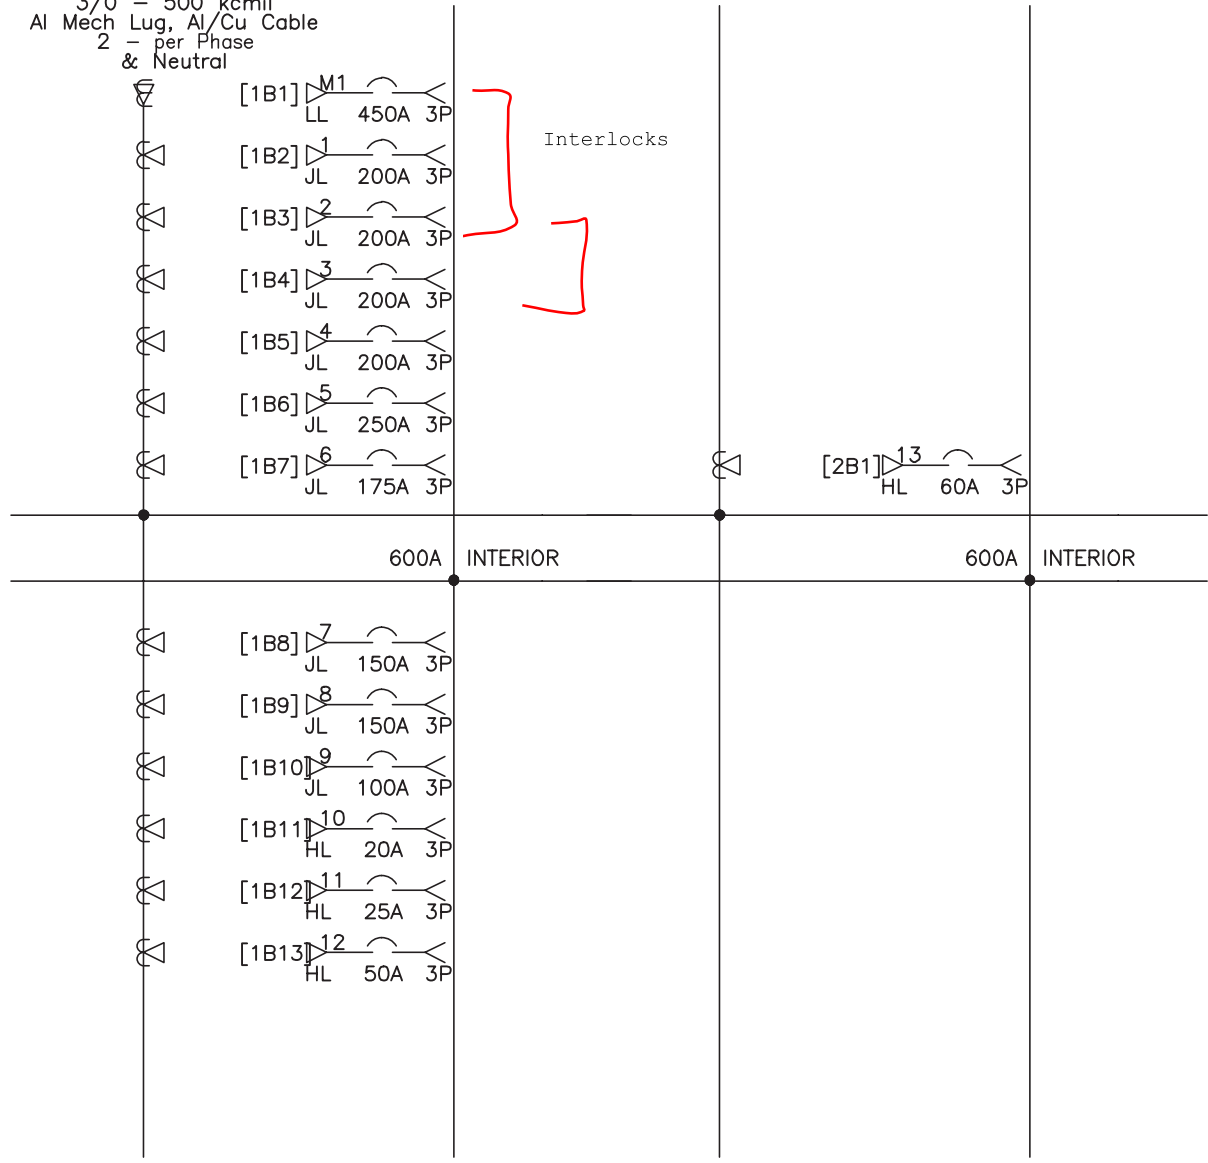 3/0 - 500 kcmil
Al Mech Lug, Al/Cu Cable
2 - per Phase
& Neutral
[1B1] M1
LL 450A 3P
Interlocks
[1B2] 1
JL 200A 3P
[1B3] 2
JL 200A 3P
[1B4] 3
JL 200A 3P
[1B5] 4
JL 200A 3P
[1B6] 5
JL 250A 3P
[1B7] 6
JL 175A 3P
[2B1] 13
HL 60A 3P
600A INTERIOR
600A INTERIOR
[1B8] 7
JL 150A 3P
[1B9] 8
JL 150A 3P
[1B10] 9
JL 100A 3P
[1B11] 10
HL 20A 3P
[1B12] 11
HL 25A 3P
[1B13] 12
HL 50A 3P